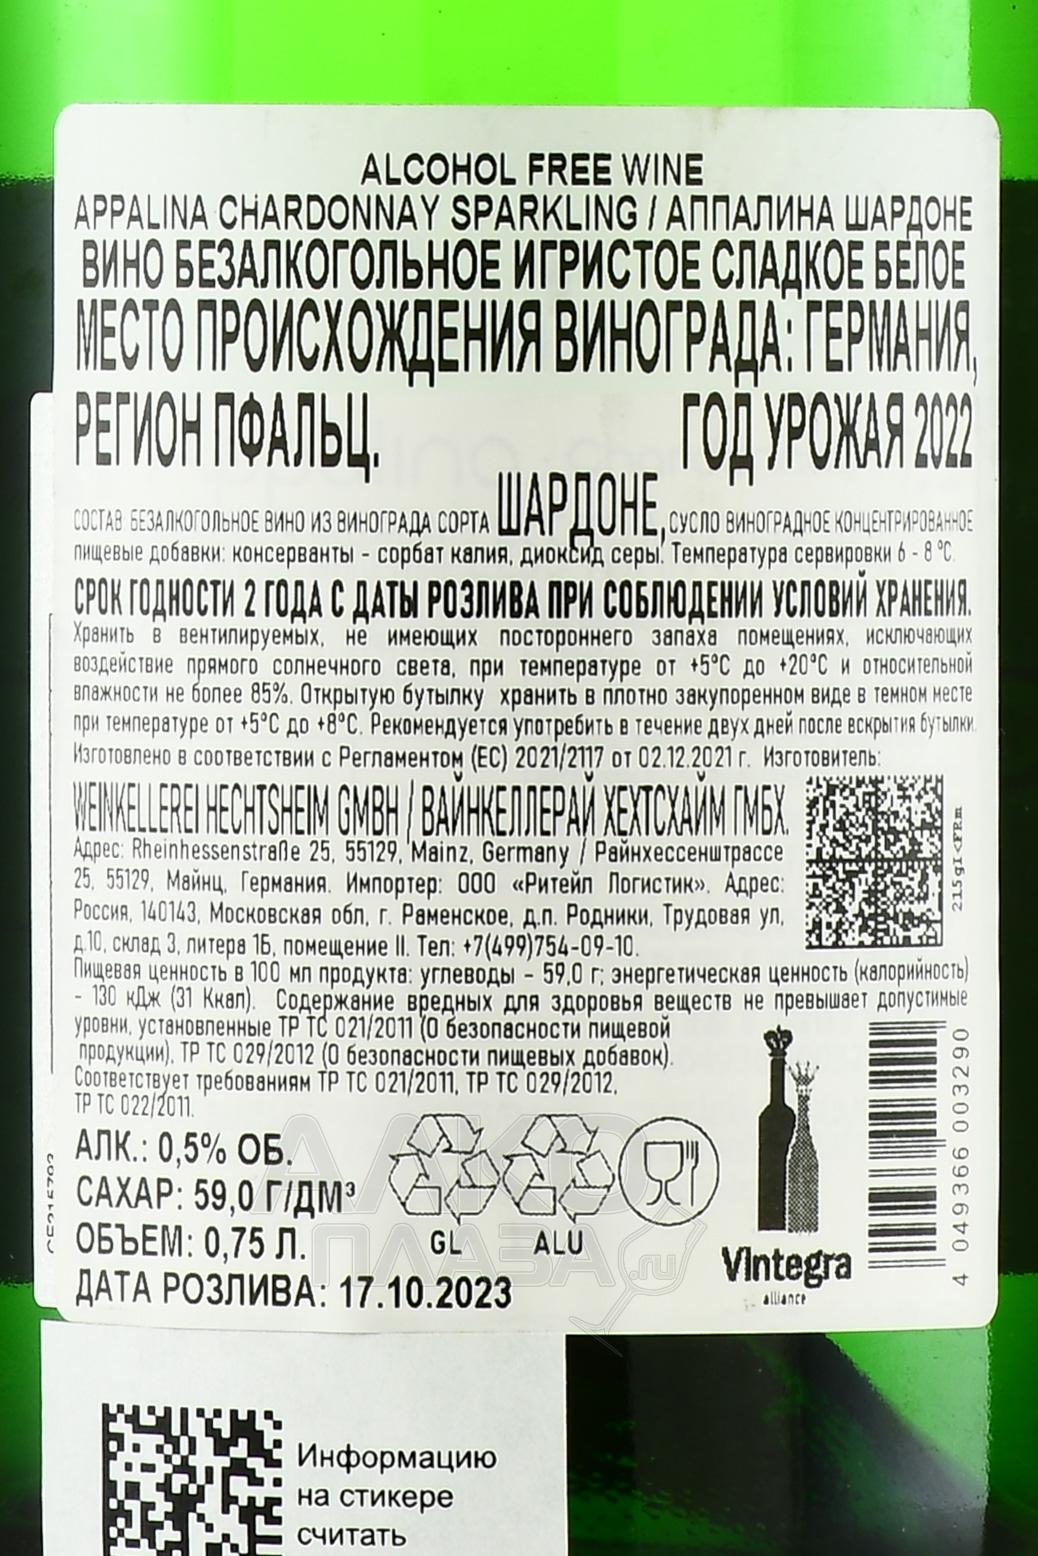 ALCOHOL FREE WINE
APPALINA CHARDONNAY SPARKLING / АППАЛИНА ШАРДОНЕ
ВИНО БЕЗАЛКОГОЛЬНОЕ ИГРИСТОЕ СЛАДКОЕ БЕЛОЕ
МЕСТО ПРОИСХОЖДЕНИЯ ВИНОГРАДА: ГЕРМАНИЯ,
РЕГИОН ПФАЛЬЦ. ГОД УРОЖАЯ 2022
СОСТАВ БЕЗАЛКОГОЛЬНОЕ ВИНО ИЗ ВИНОГРАДА СОРТА ШАРДОНЕ, СУСЛО ВИНОГРАДНОЕ КОНЦЕНТРИРОВАННОЕ
пищевые добавки: консерванты - сорбат калия, диоксид серы. Температура сервировки 6 - 8 °С.
СРОК ГОДНОСТИ 2 ГОДА С ДАТЫ РОЗЛИВА ПРИ СОБЛЮДЕНИИ УСЛОВИЙ ХРАНЕНИЯ.
Хранить в вентилируемых, не имеющих постороннего запаха помещениях, исключающих
воздействие прямого солнечного света, при температуре от +5°С до +20°С и относительной
влажности не более 85%. Открытую бутылку хранить в плотно закупоренном виде в темном месте
при температуре от +5°С до +8°С. Рекомендуется употребить в течение двух дней после вскрытия бутылки.
Изготовлено в соответствии с Регламентом (ЕС) 2021/2117 от 02.12.2021 г. Изготовитель:
WEINKELLEREI HECHTSHEIM GMBH / ВАЙНКЕЛЛЕРАЙ ХЕХТСХАЙМ ГМБХ.
Адрес: Rheinhessenstraße 25, 55129, Mainz, Germany / Райнхессенштрассе
25, 55129, Майнц, Германия. Импортер: ООО «Ритейл Логистик». Адрес:
Россия, 140143, Московская обл, г. Раменское, д.п. Родники, Трудовая ул,
д.10, склад 3, литера 1Б, помещение II. Тел: +7(499)754-09-10.
215gI<FRm
Пищевая ценность в 100 мл продукта: углеводы - 59,0 г; энергетическая ценность (калорийность)
- 130 кДж (31 Ккал). Содержание вредных для здоровья веществ не превышает допустимые
уровни, установленные ТР ТС 021/2011 (О безопасности пищевой
продукции), ТР ТС 029/2012 (О безопасности пищевых добавок).
Соответствует требованиям ТР ТС 021/2011, ТР ТС 029/2012,
ТР ТС 022/2011.
АЛК.: 0,5% ОБ.
САХАР: 59,0 Г/ДМ³
ОБЪЕМ: 0,75 Л.
ДАТА РОЗЛИВА: 17.10.2023
GL ALU
VIntegra
alliance
4 049366 003290
АЛКО
ПЛАЗА.ru
Информацию
на стикере
считать